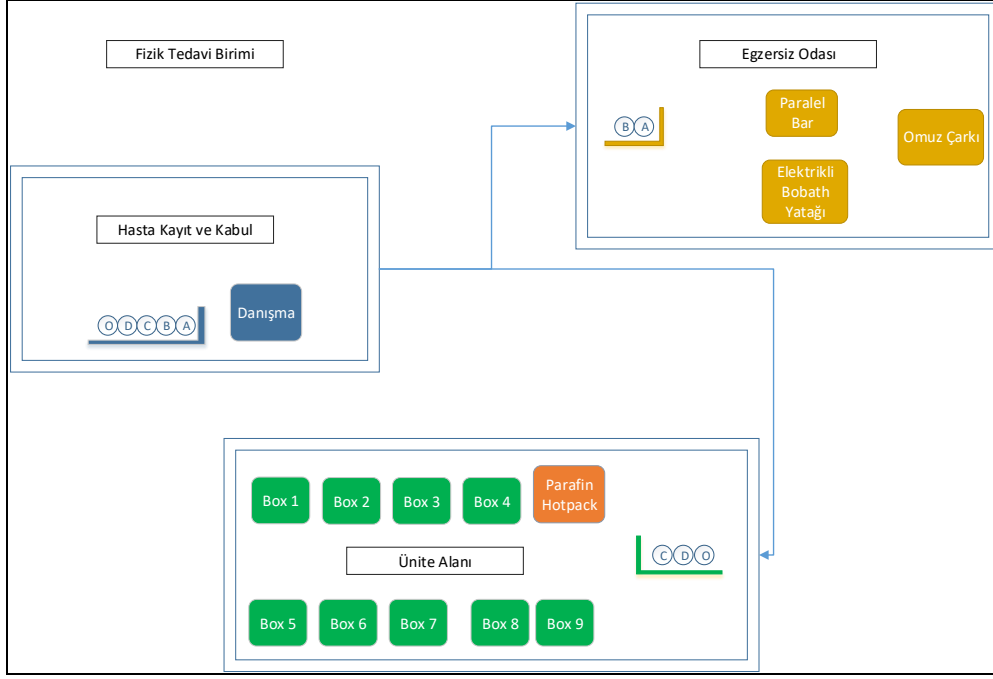 Fizik Tedavi Birimi
Egzersiz Odası
B A
Paralel
Bar
Omuz Çarkı
Elektrikli
Bobath
Yatağı
Hasta Kayıt ve Kabul
O D C B A
Danışma
Box 1
Box 2
Box 3
Box 4
Parafin
Hotpack
Ünite Alanı
C D O
Box 5
Box 6
Box 7
Box 8
Box 9